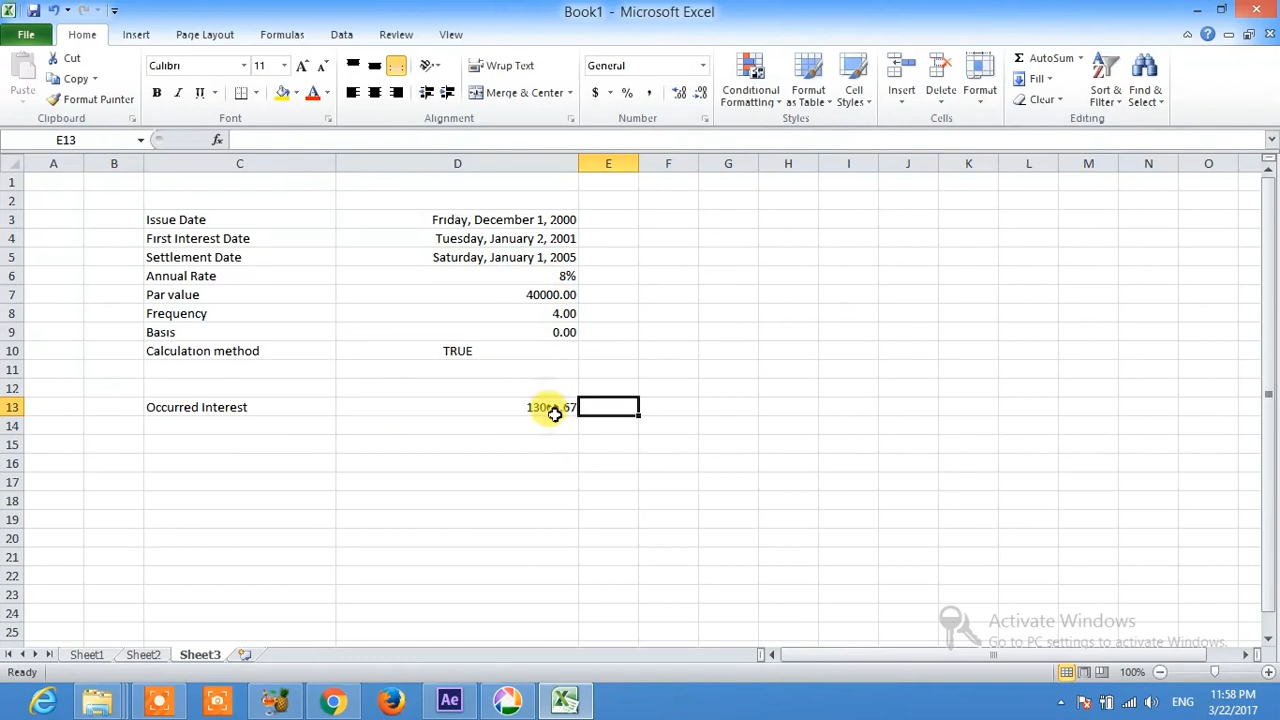 Book1 - Microsoft Excel
File Home Insert Page Layout Formulas Data Review View
Cut
Copy
Format Painter
Paste
Clipboard
Calibri 11
B I U
Font
Wrap Text
Merge & Center
Alignment
General
$ % ,
Number
Conditional Formatting
Format as Table
Cell Styles
Styles
Insert Delete Format
Cells
AutoSum
Fill
Clear
Sort & Filter
Find & Select
Editing
E13 fx
A B C D E F G H I J K L M N O
1
2
3 Issue Date Friday, December 1, 2000
4 First Interest Date Tuesday, January 2, 2001
5 Settlement Date Saturday, January 1, 2005
6 Annual Rate 8%
7 Par value 40000.00
8 Frequency 4.00
9 Basis 0.00
10 Calculation method TRUE
11
12
13 Occurred Interest
14
15
16
17
18
19
20
21
22
23
24
25
Activate Windows
Go to PC settings to activate Windows.
Sheet1 Sheet2 Sheet3
Ready 100%
Ae ENG
11:58 PM
3/22/2017